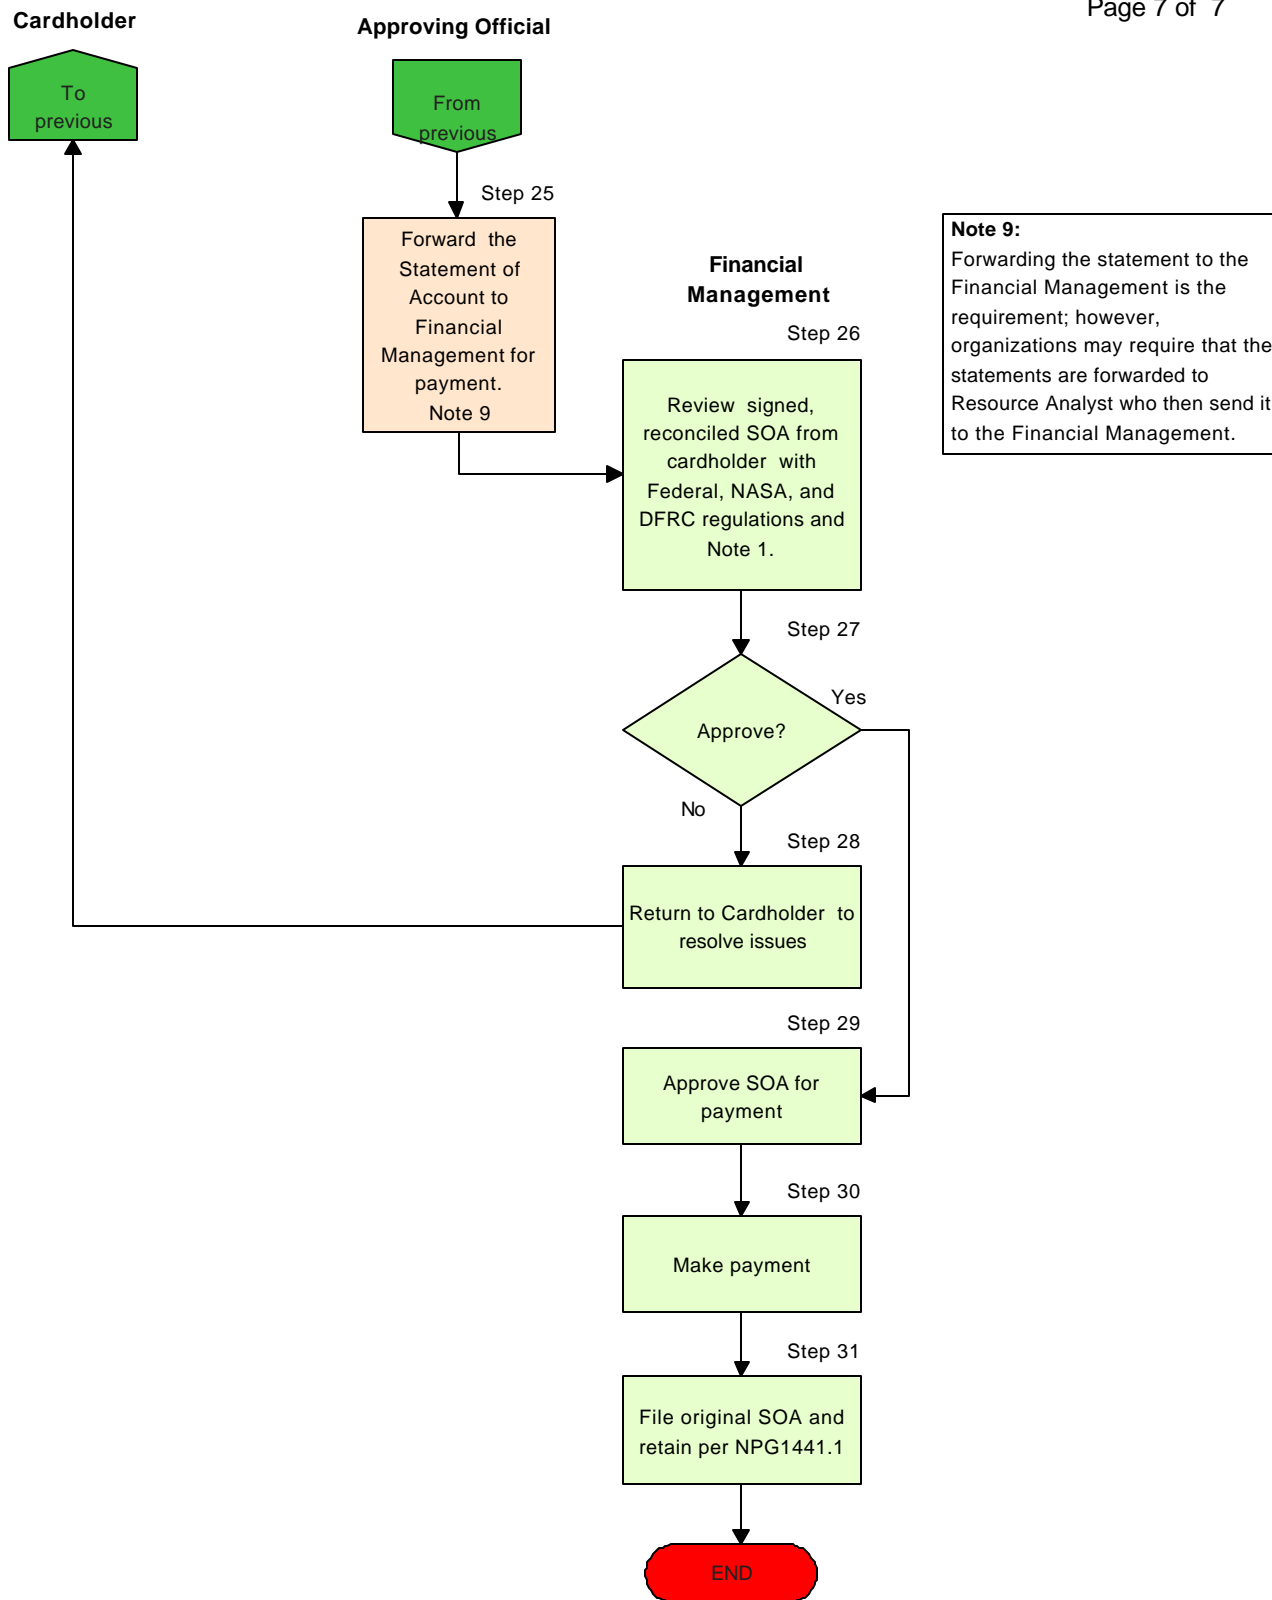 Page 7 of 7
Cardholder
Approving Official
To
previous
From
previous
Step 25
Forward the
Statement of
Account to
Financial
Management for
payment.
Note 9
Financial
Management
Note 9:
Forwarding the statement to the
Financial Management is the
requirement; however,
organizations may require that the
statements are forwarded to
Resource Analyst who then send it
to the Financial Management.
Step 26
Review signed,
reconciled SOA from
cardholder with
Federal, NASA, and
DFRC regulations and
Note 1.
Step 27
Approve?
Yes
No
Step 28
Return to Cardholder to
resolve issues
Step 29
Approve SOA for
payment
Step 30
Make payment
Step 31
File original SOA and
retain per NPG1441.1
END